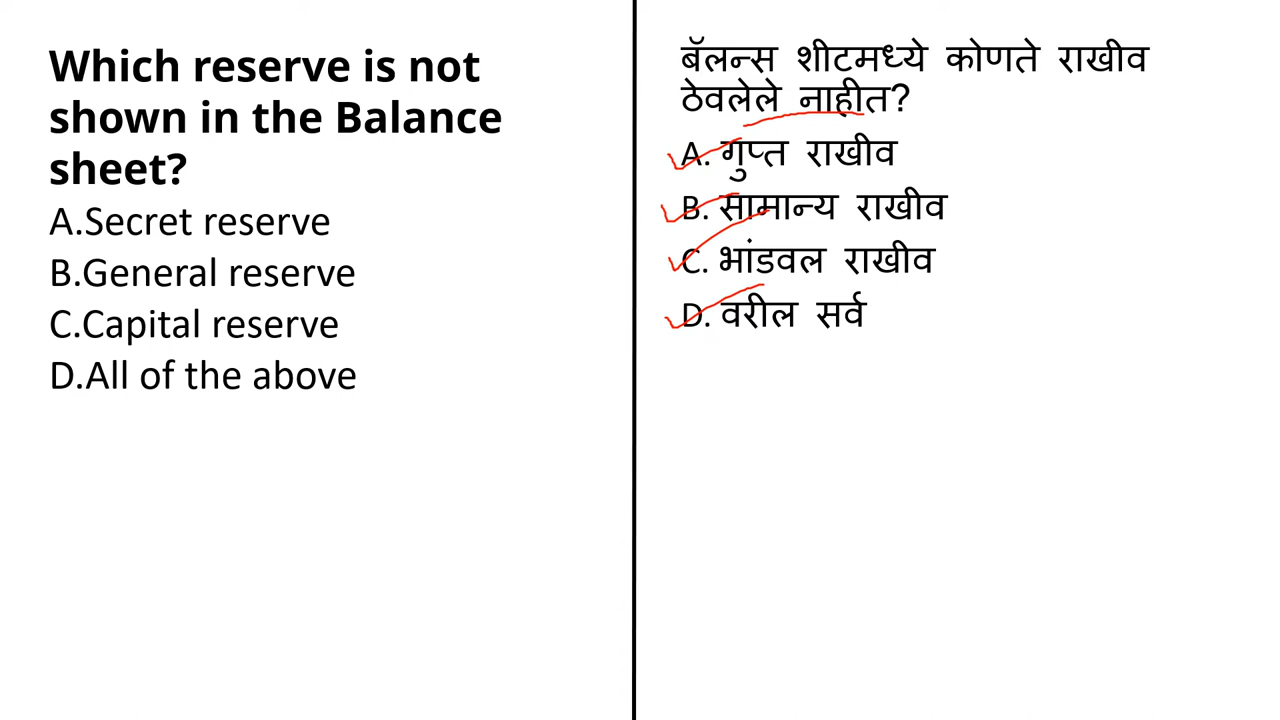 Which reserve is not
shown in the Balance
sheet?
A.Secret reserve
B.General reserve
C.Capital reserve
D.All of the above
बॅलन्स शीटमध्ये कोणते राखीव
ठेवलेले नाहीत?
A. गुप्त राखीव
B. सामान्य राखीव
C. भांडवल राखीव
D. वरील सर्व